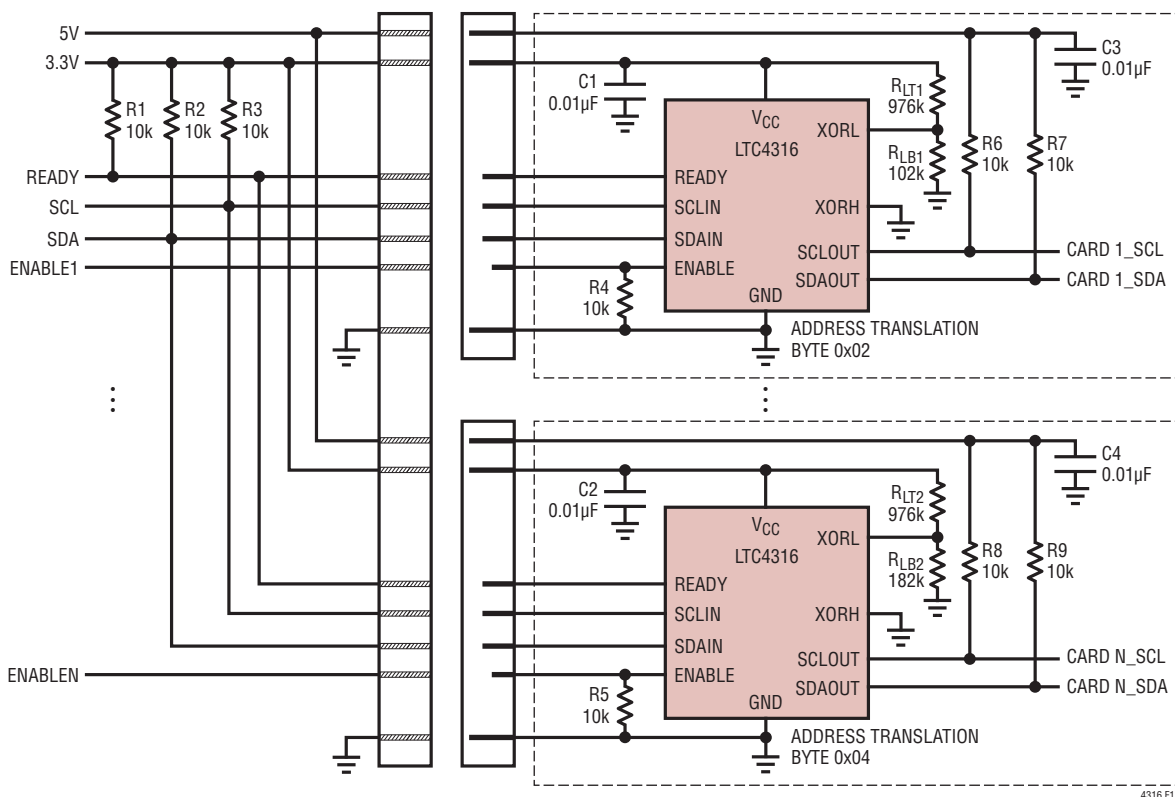 5V
3.3V
R1
10k
R2
10k
R3
10k
READY
SCL
SDA
ENABLE1
C1
0.01µF
VCC
LTC4316
XORL
READY
SCLIN
SDAIN
ENABLE
XORH
SCLOUT
SDAOUT
GND
RLT1
976k
RLB1
102k
R6
10k
R7
10k
C3
0.01µF
CARD 1_SCL
CARD 1_SDA
R4
10k
ADDRESS TRANSLATION
BYTE 0x02
ENABLEN
C2
0.01µF
VCC
LTC4316
XORL
READY
SCLIN
SDAIN
ENABLE
XORH
SCLOUT
SDAOUT
GND
RLT2
976k
RLB2
182k
R8
10k
R9
10k
C4
0.01µF
CARD N_SCL
CARD N_SDA
R5
10k
ADDRESS TRANSLATION
BYTE 0x04